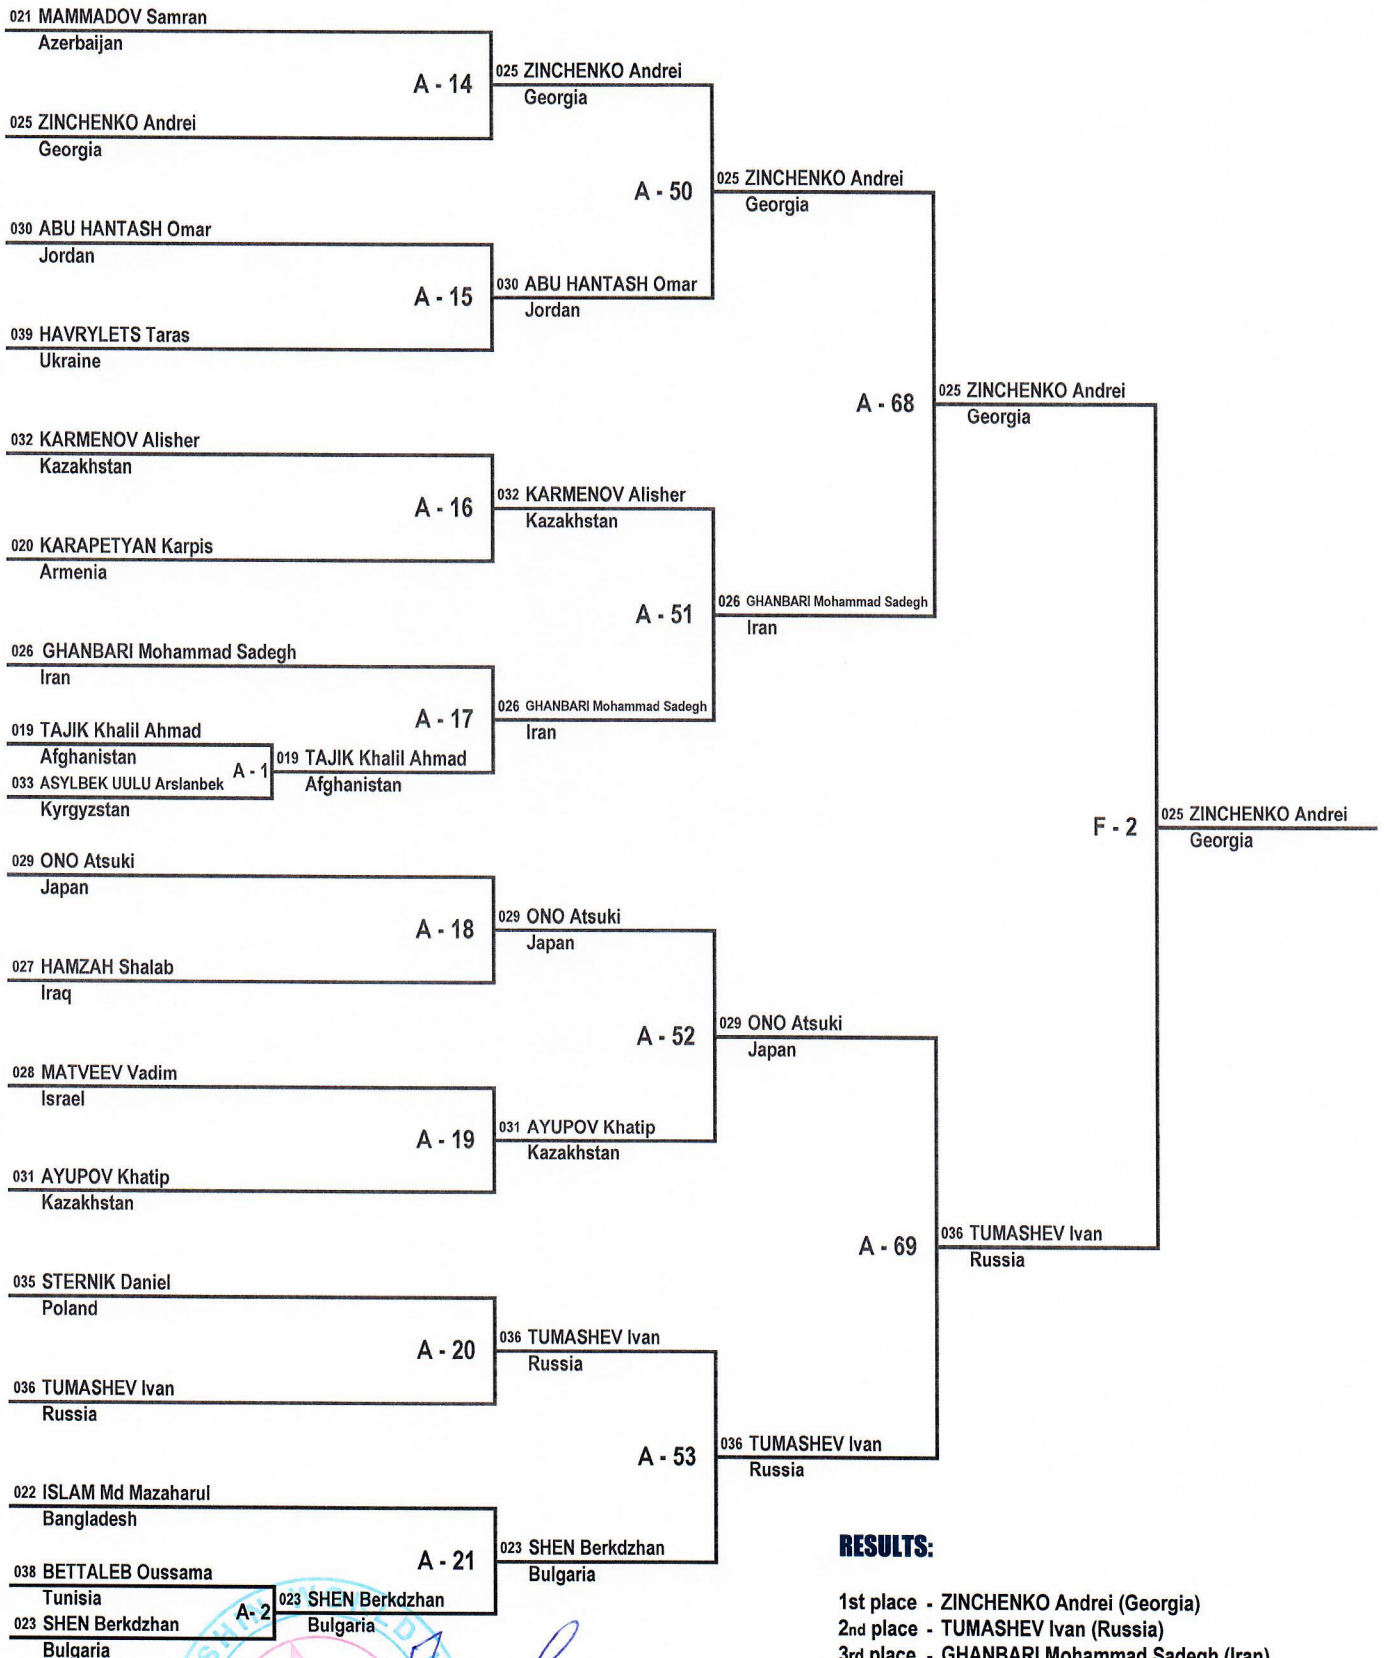 021 MAMMADOV Samran
Azerbaijan
A - 14
025 ZINCHENKO Andrei
Georgia
025 ZINCHENKO Andrei
Georgia
A - 50
025 ZINCHENKO Andrei
Georgia
030 ABU HANTASH Omar
Jordan
A - 15
030 ABU HANTASH Omar
Jordan
039 HAVRYLETS Taras
Ukraine
A - 68
025 ZINCHENKO Andrei
Georgia
032 KARMENOV Alisher
Kazakhstan
A - 16
032 KARMENOV Alisher
Kazakhstan
020 KARAPETYAN Karpis
Armenia
A - 51
026 GHANBARI Mohammad Sadegh
Iran
026 GHANBARI Mohammad Sadegh
Iran
A - 17
026 GHANBARI Mohammad Sadegh
Iran
019 TAJIK Khalil Ahmad
Afghanistan
A - 1
019 TAJIK Khalil Ahmad
Afghanistan
033 ASYLBEK UULU Arslanbek
Kyrgyzstan
F - 2
025 ZINCHENKO Andrei
Georgia
029 ONO Atsuki
Japan
A - 18
029 ONO Atsuki
Japan
027 HAMZAH Shalab
Iraq
A - 52
029 ONO Atsuki
Japan
028 MATVEEV Vadim
Israel
A - 19
031 AYUPOV Khatip
Kazakhstan
031 AYUPOV Khatip
Kazakhstan
A - 69
036 TUMASHEV Ivan
Russia
035 STERNIK Daniel
Poland
A - 20
036 TUMASHEV Ivan
Russia
036 TUMASHEV Ivan
Russia
A - 53
036 TUMASHEV Ivan
Russia
022 ISLAM Md Mazaharul
Bangladesh
A - 21
023 SHEN Berkdzhan
Bulgaria
038 BETTALEB Oussama
Tunisia
A- 2
023 SHEN Berkdzhan
Bulgaria
023 SHEN Berkdzhan
Bulgaria
SHIN WORLD
RESULTS:
1st place - ZINCHENKO Andrei (Georgia)
2nd place - TUMASHEV Ivan (Russia)
3rd place - GHANBARI Mohammad Sadegh (Iran)